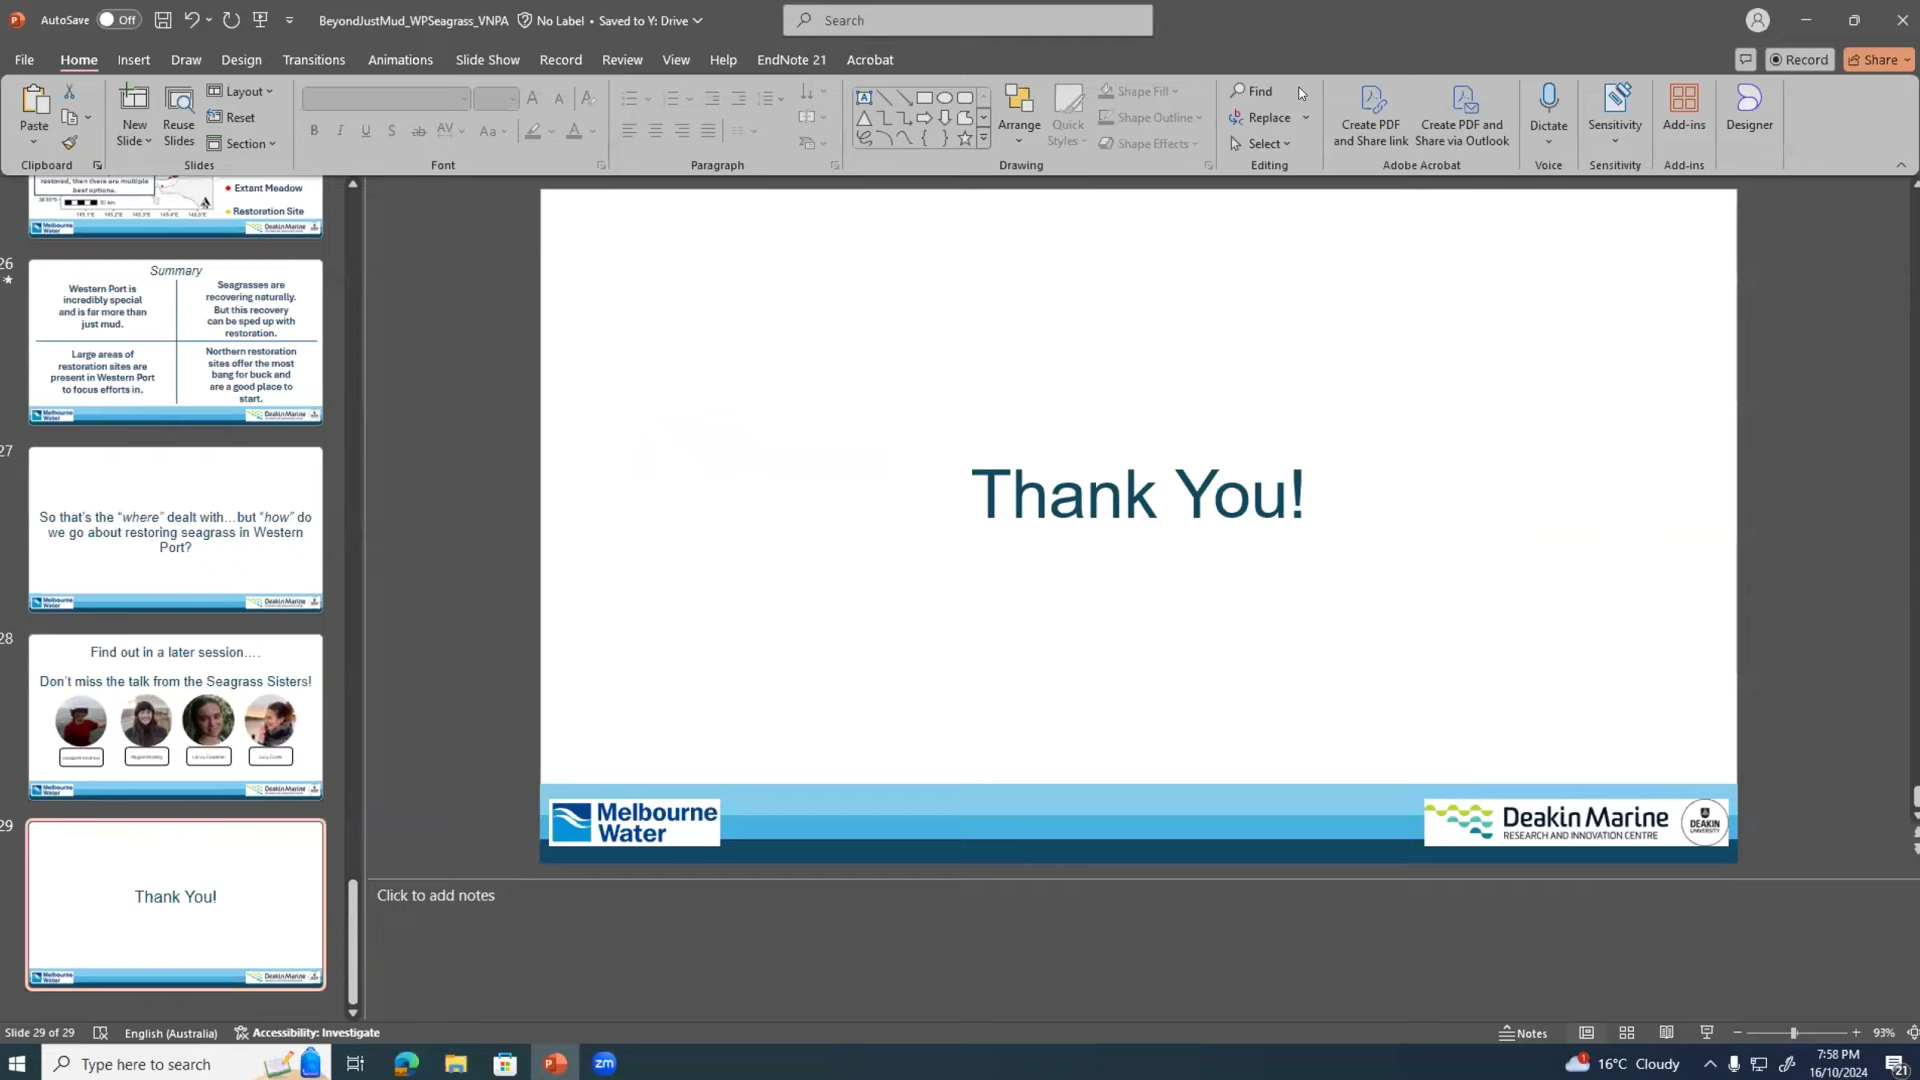 AutoSave
Off
BeyondJustMud_WPSeagrass_VNPA
No Label • Saved to Y: Drive
Search
File
Home
Insert
Draw
Design
Transitions
Animations
Slide Show
Record
Review
View
Help
EndNote 21
Acrobat
Record
Share
Paste
New Slide
Reuse Slides
Layout
Reset
Section
Find
Replace
Select
Arrange
Quick Styles
Shape Fill
Shape Outline
Shape Effects
Create PDF and Share link
Create PDF and Share via Outlook
Dictate
Sensitivity
Add-ins
Designer
Clipboard
Slides
Font
Paragraph
Drawing
Editing
Adobe Acrobat
Voice
Sensitivity
Add-ins
restored, then there are multiple
best options.
Extant Meadow
Restoration Site
Melbourne Water
Deakin Marine
26
Summary
Western Port is
incredibly special
and is far more than
just mud.
Seagrasses are
recovering naturally.
But this recovery
can be sped up with
restoration.
Large areas of
restoration sites are
present in Western Port
to focus efforts in.
Northern restoration
sites offer the most
bang for buck and
are a good place to
start.
Melbourne Water
Deakin Marine
27
So that's the “where” dealt with…but “how” do
we go about restoring seagrass in Western
Port?
Melbourne Water
Deakin Marine
28
Find out in a later session….
Don't miss the talk from the Seagrass Sisters!
Melbourne Water
Deakin Marine
29
Thank You!
Melbourne Water
Deakin Marine
Thank You!
Melbourne
Water
Deakin Marine
RESEARCH AND INNOVATION CENTRE
DEAKIN
UNIVERSITY
Click to add notes
Slide 29 of 29
English (Australia)
Accessibility: Investigate
Notes
93%
Type here to search
zm
1
16°C Cloudy
7:58 PM
16/10/2024
21